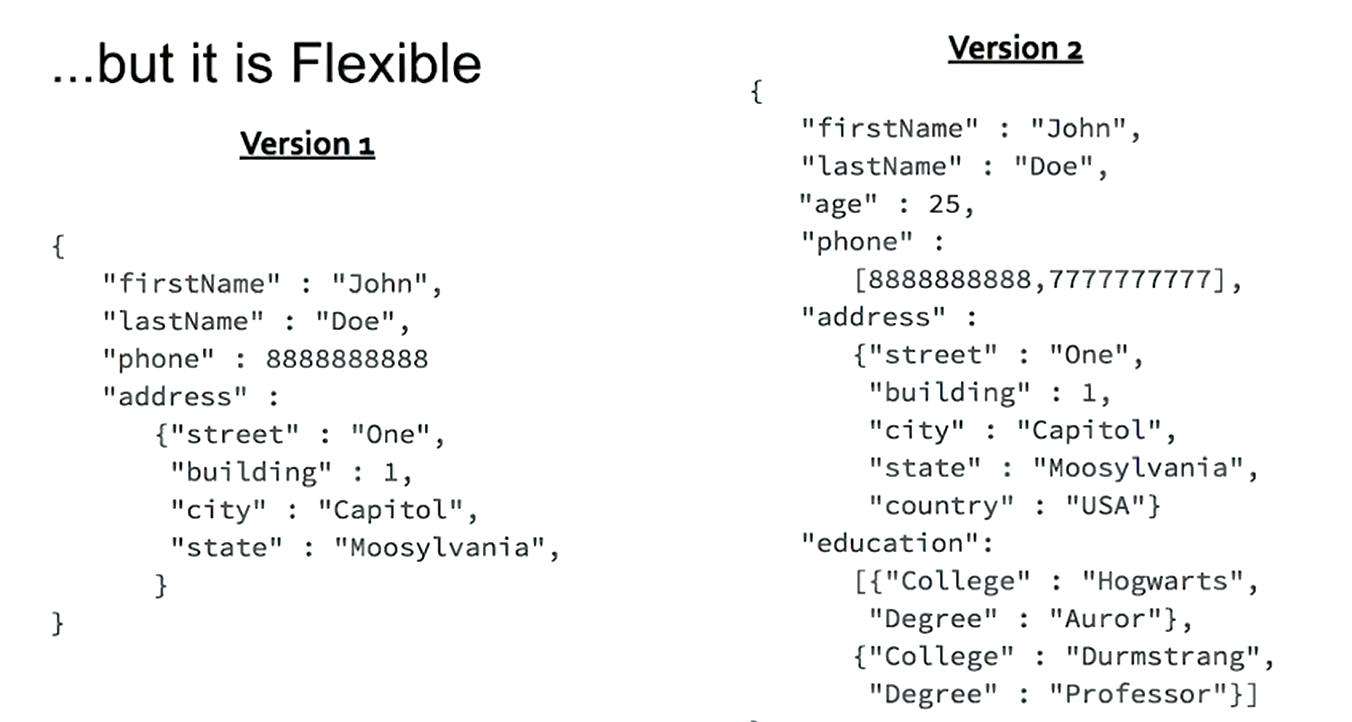 ...but it is Flexible
Version 1
{
"firstName" : "John",
"lastName" : "Doe",
"phone" : 8888888888
"address" :
{"street" : "One",
"building" : 1,
"city" : "Capitol",
"state" : "Moosylvania",
}
}
Version 2
{
"firstName" : "John",
"lastName" : "Doe",
"age" : 25,
"phone" :
[8888888888,7777777777],
"address" :
{"street" : "One",
"building" : 1,
"city" : "Capitol",
"state" : "Moosylvania",
"country" : "USA"}
"education":
[{"College" : "Hogwarts",
"Degree" : "Auror"},
{"College" : "Durmstrang",
"Degree" : "Professor"}]